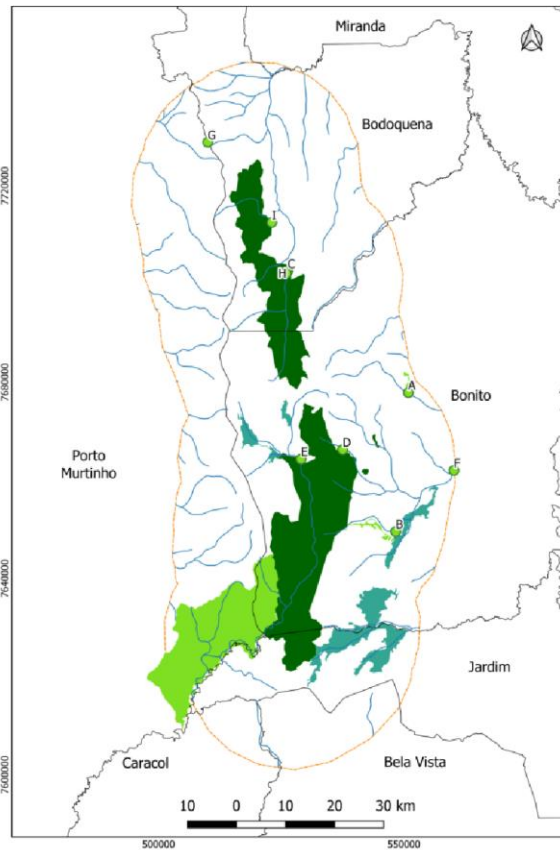 Miranda
Bodoquena
7720000
G
I
C
H
7680000
A
Bonito
Porto
Murtinho
D
E
F
B
7640000
Jardim
Caracol
Bela Vista
7600000
10 0 10 20 30 km
500000 550000